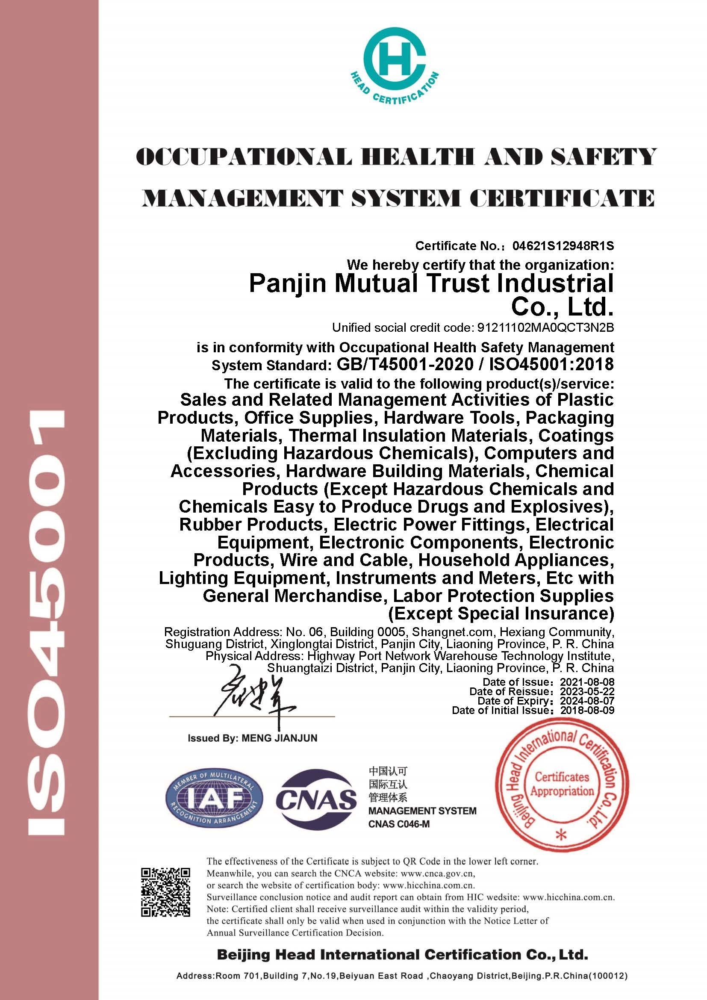 HC
HEAD CERTIFICATION
OCCUPATIONAL HEALTH AND SAFETY
MANAGEMENT SYSTEM CERTIFICATE
Certificate No.：04621S12948R1S
We hereby certify that the organization:
Panjin Mutual Trust Industrial
Co., Ltd.
Unified social credit code: 91211102MA0QCT3N2B
is in conformity with Occupational Health Safety Management
System Standard: GB/T45001-2020 / ISO45001:2018
The certificate is valid to the following product(s)/service:
Sales and Related Management Activities of Plastic
Products, Office Supplies, Hardware Tools, Packaging
Materials, Thermal Insulation Materials, Coatings
(Excluding Hazardous Chemicals), Computers and
Accessories, Hardware Building Materials, Chemical
Products (Except Hazardous Chemicals and
Chemicals Easy to Produce Drugs and Explosives),
Rubber Products, Electric Power Fittings, Electrical
Equipment, Electronic Components, Electronic
Products, Wire and Cable, Household Appliances,
Lighting Equipment, Instruments and Meters, Etc with
General Merchandise, Labor Protection Supplies
(Except Special Insurance)
Registration Address: No. 06, Building 0005, Shangnet.com, Hexiang Community,
Shuguang District, Xinglongtai District, Panjin City, Liaoning Province, P. R. China
Physical Address: Highway Port Network Warehouse Technology Institute,
Shuangtaizi District, Panjin City, Liaoning Province, P. R. China
Date of Issue：2021-08-08
Date of Reissue：2023-05-22
Date of Expiry：2024-08-07
Date of Initial Issue：2018-08-09
Issued By: MENG JIANJUN
ISO45001
MEMBER OF MULTILATERAL
IAF
RECOGNITION ARRANGEMENT
CNAS
中国认可
国际互认
管理体系
MANAGEMENT SYSTEM
CNAS C046-M
Beijing Head International Certification Co.,Ltd.
Certificates
Appropriation
The effectiveness of the Certificate is subject to QR Code in the lower left corner.
Meanwhile, you can search the CNCA website: www.cnca.gov.cn,
or search the website of certification body: www.hicchina.com.cn.
Surveillance conclusion notice and audit report can obtain from HIC wedsite: www.hicchina.com.cn.
Note: Certified client shall receive surveillance audit within the validity period,
the certificate shall only be valid when used in conjunction with the Notice Letter of
Annual Surveillance Certification Decision.
Beijing Head International Certification Co., Ltd.
Address:Room 701,Building 7,No.19,Beiyuan East Road ,Chaoyang District,Beijing.P.R.China(100012)